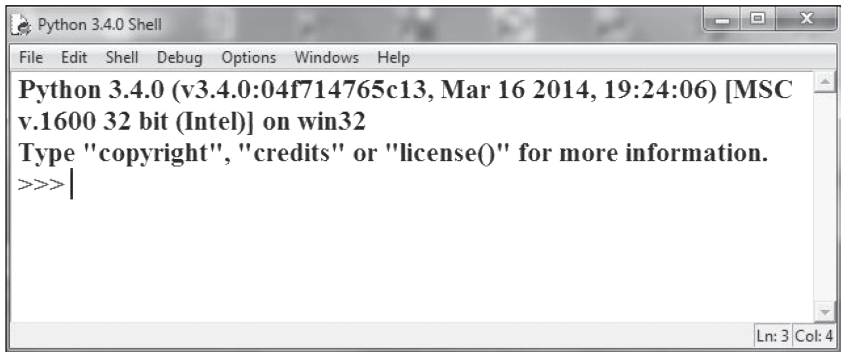 Python 3.4.0 Shell
File Edit Shell Debug Options Windows Help
Python 3.4.0 (v3.4.0:04f714765c13, Mar 16 2014, 19:24:06) [MSC
v.1600 32 bit (Intel)] on win32
Type "copyright", "credits" or "license()" for more information.
>>>
Ln: 3 Col: 4